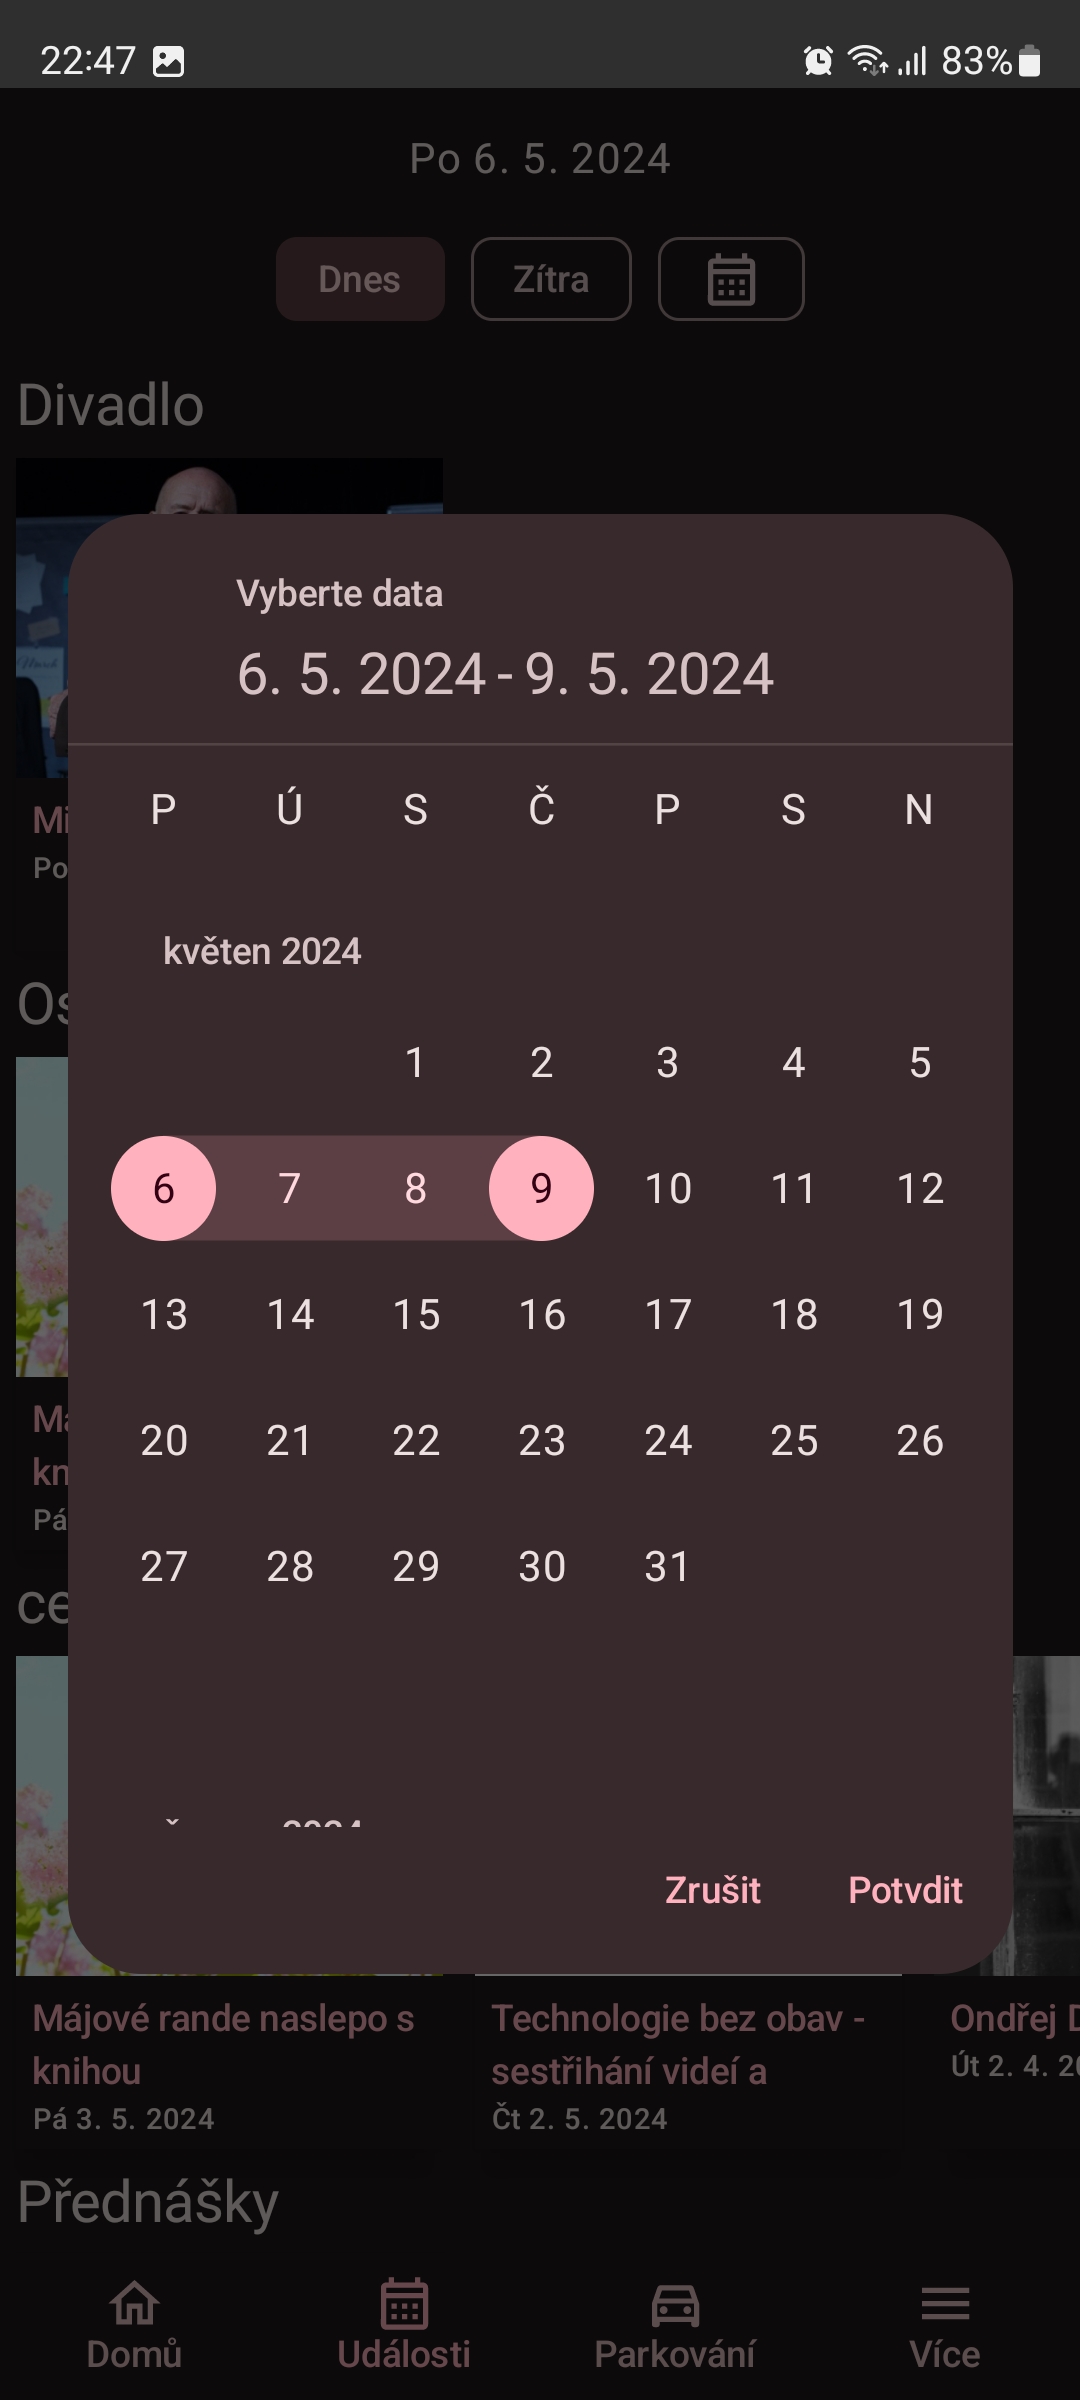 22:47
83%
Po 6. 5. 2024
Dnes Zítra
Divadlo
Vyberte data
6. 5. 2024 - 9. 5. 2024
P Ú S Č P S N
květen 2024
1 2 3 4 5
6 7 8 9 10 11 12
13 14 15 16 17 18 19
20 21 22 23 24 25 26
27 28 29 30 31
2024
Zrušit Potvdit
Májové rande naslepo s
knihou
Pá 3. 5. 2024
Technologie bez obav -
sestřihání videí a
Čt 2. 5. 2024
Ondřej
Út 2. 4.
Přednášky
Domů Události Parkování Více